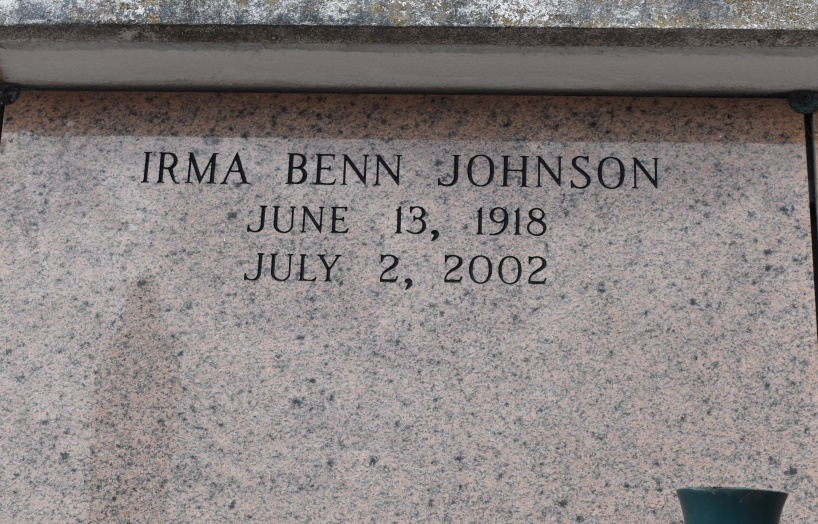 IRMA BENN JOHNSON
JUNE 13, 1918
JULY 2, 2002